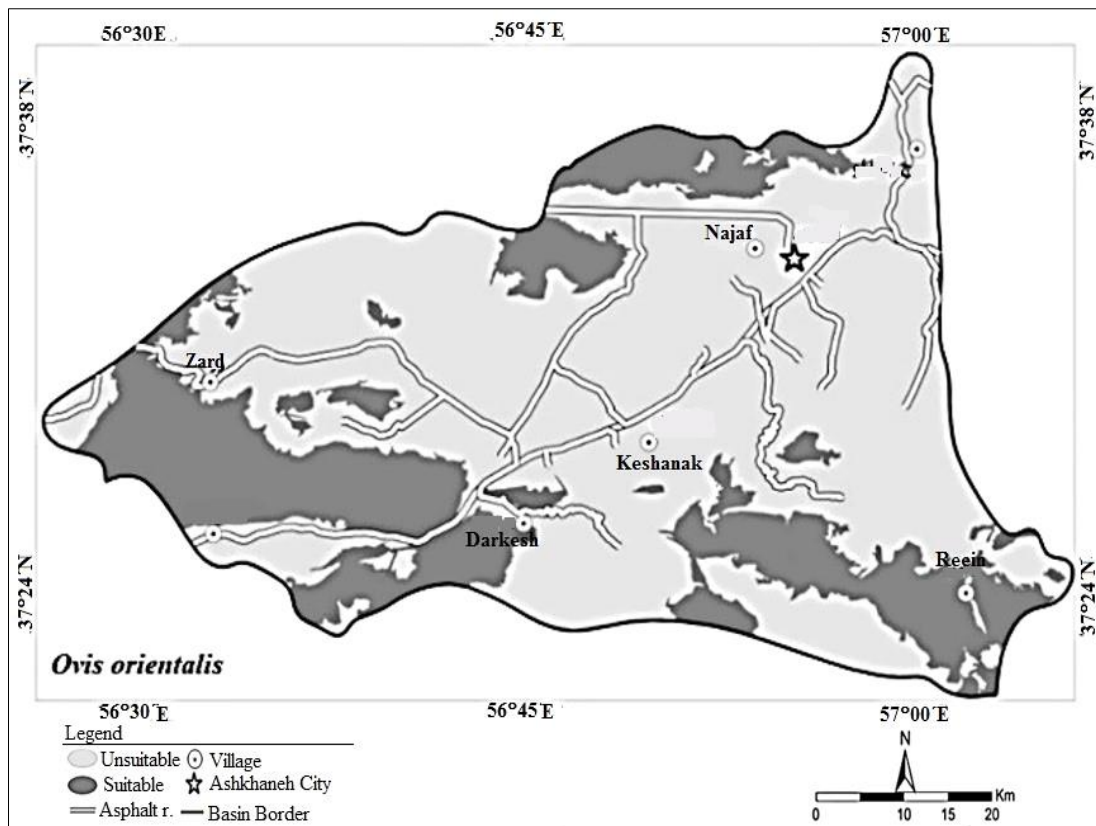 56°30´E 56°45´E 57°00´E
37°38´N 37°38´N
Najaf
Zard
Keshanak
Darkesh
Reein
37°24´N 37°24´N
Ovis orientalis
56°30´E 56°45´E 57°00´E
Legend
Unsuitable Village
Suitable Ashkhaneh City
Asphalt r. Basin Border
N
Km
0 5 10 15 20